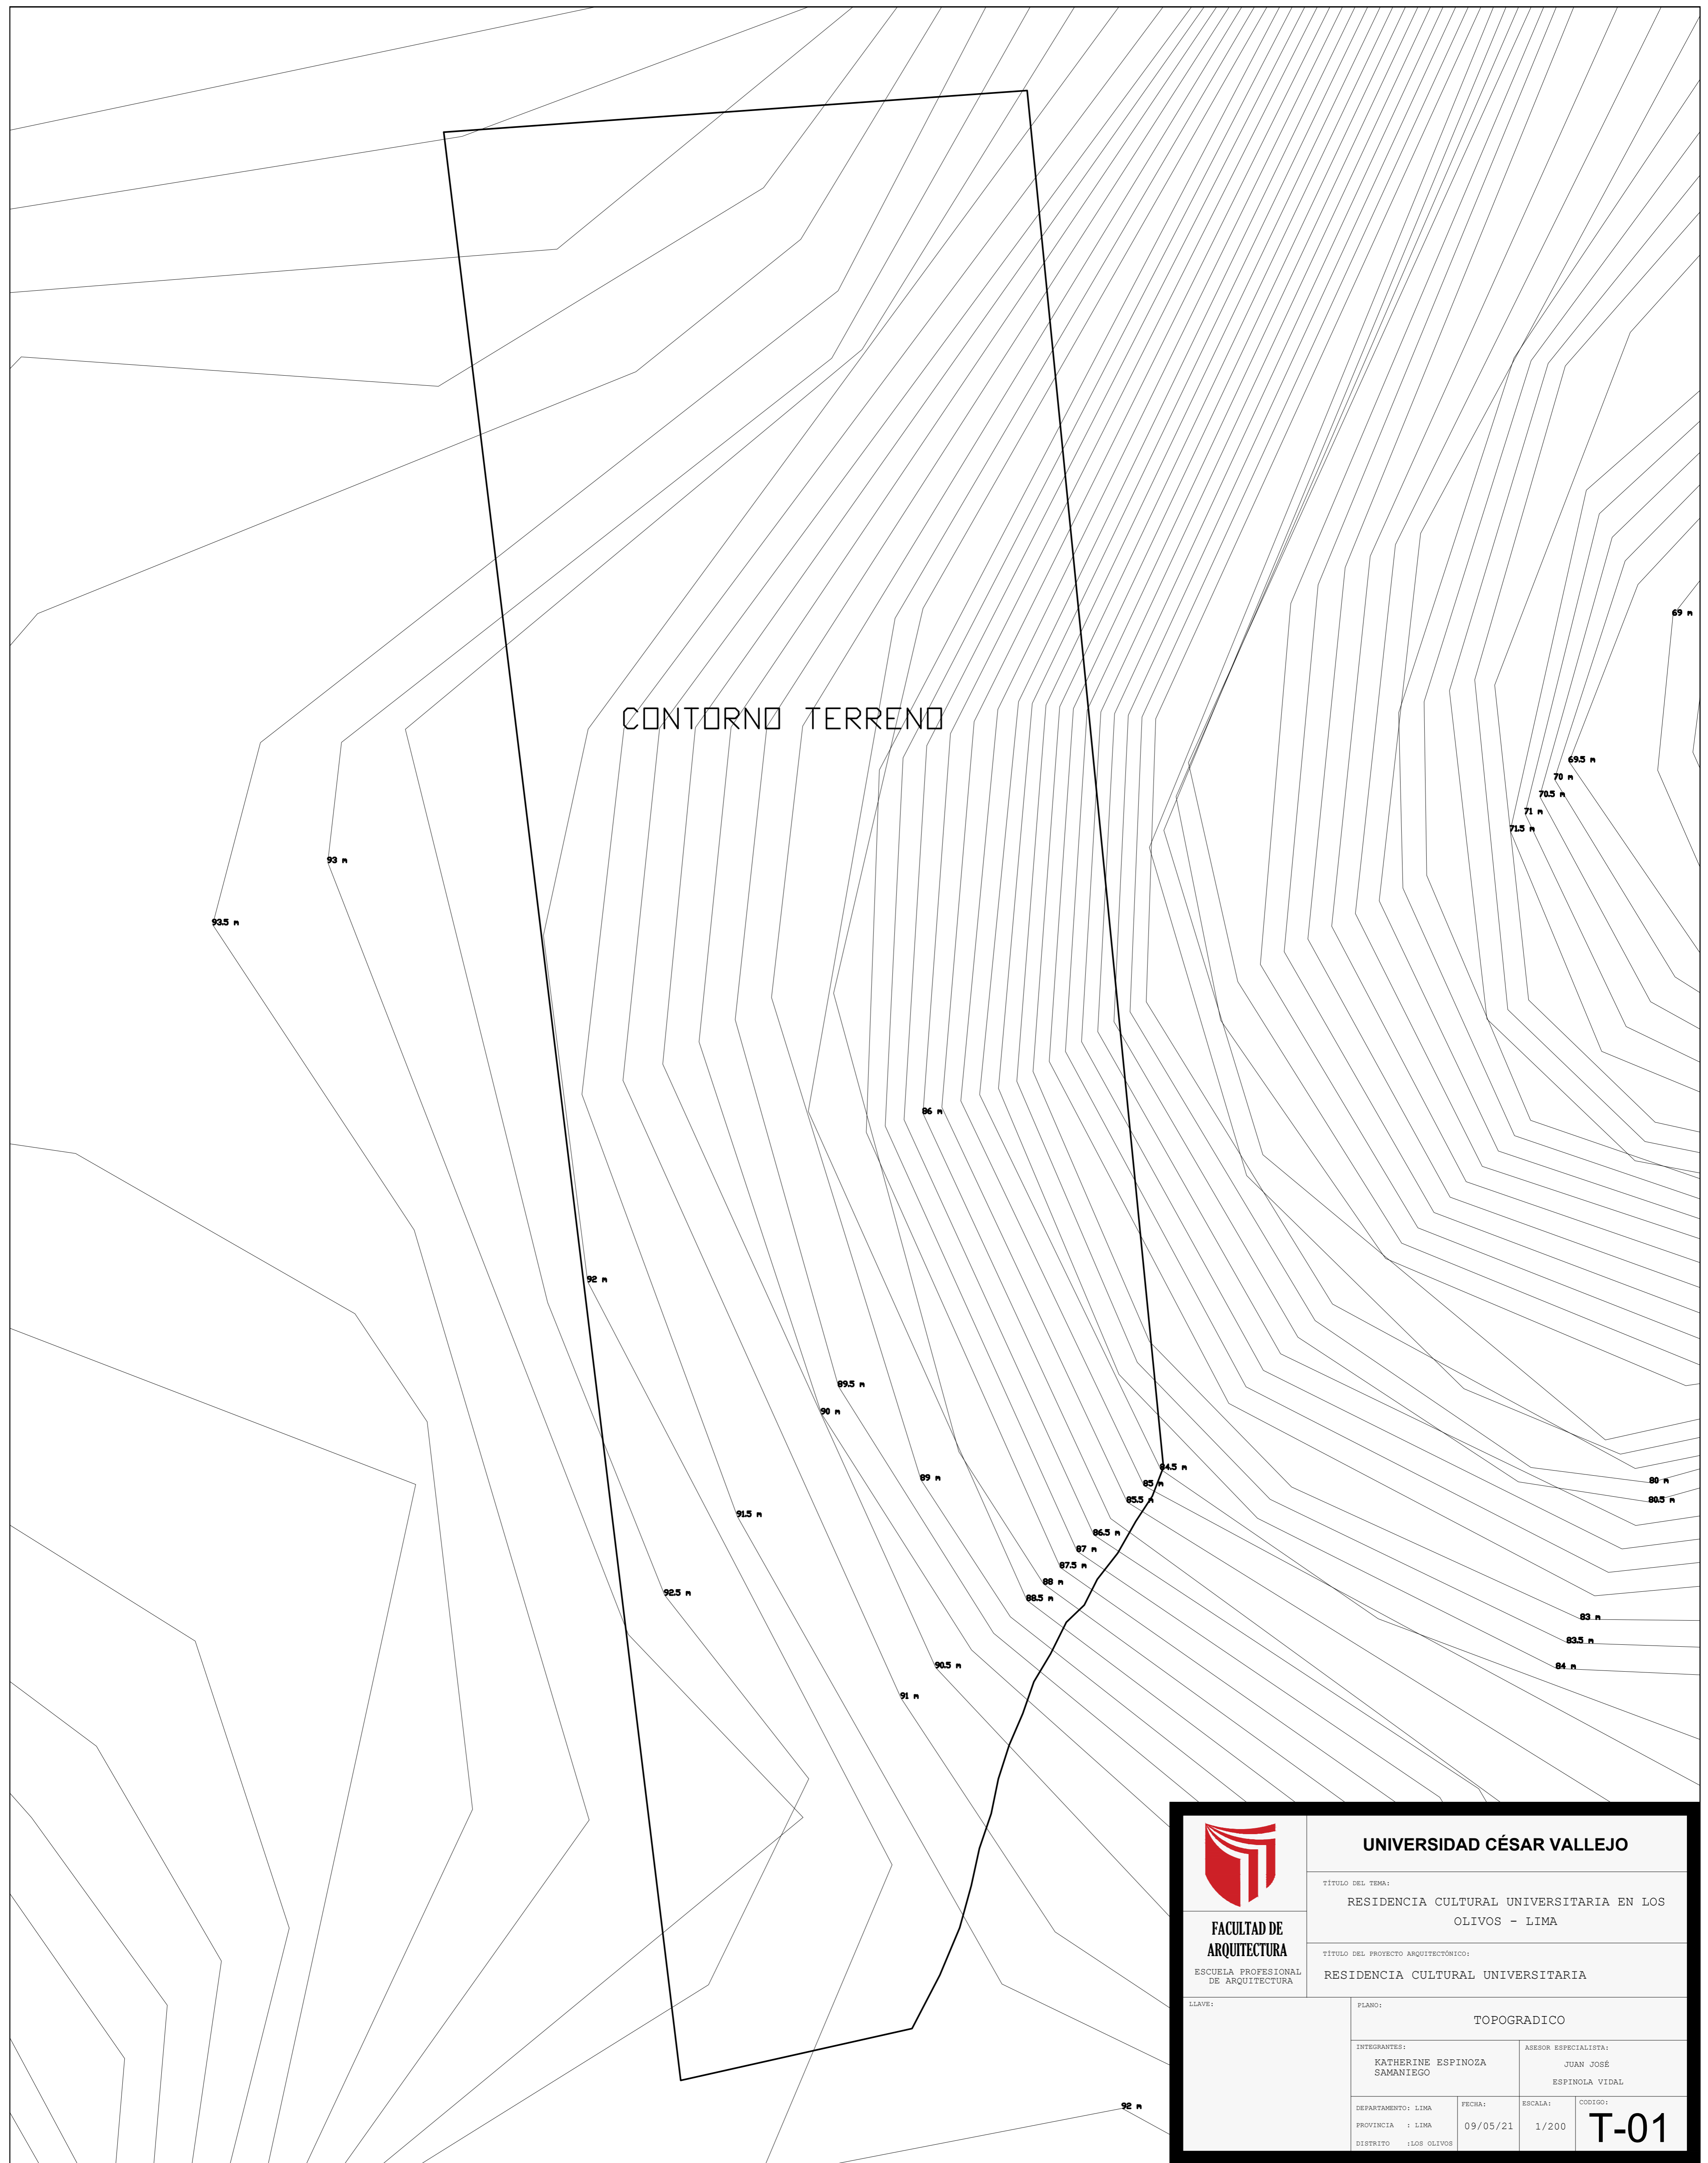 CONTORNO TERRENO
69 m
69.5 m
70 m
70.5 m
71 m
71.5 m
93 m
93.5 m
86 m
92 m
89.5 m
90 m
84.5 m
89 m
85 m
80 m
85.5 m
80.5 m
91.5 m
86.5 m
87 m
87.5 m
88 m
92.5 m
88.5 m
83 m
83.5 m
90.5 m
84 m
91 m
92 m
UNIVERSIDAD CÉSAR VALLEJO
FACULTAD DE
ARQUITECTURA
ESCUELA PROFESIONAL
DE ARQUITECTURA
TÍTULO DEL TEMA:
RESIDENCIA CULTURAL UNIVERSITARIA EN LOS
OLIVOS - LIMA
TÍTULO DEL PROYECTO ARQUITECTÓNICO:
RESIDENCIA CULTURAL UNIVERSITARIA
LLAVE:
PLANO:
TOPOGRADICO
INTEGRANTES:
KATHERINE ESPINOZA
SAMANIEGO
ASESOR ESPECIALISTA:
JUAN JOSÉ
ESPINOLA VIDAL
DEPARTAMENTO: LIMA
PROVINCIA : LIMA
DISTRITO :LOS OLIVOS
FECHA:
09/05/21
ESCALA:
1/200
CODIGO:
T-01